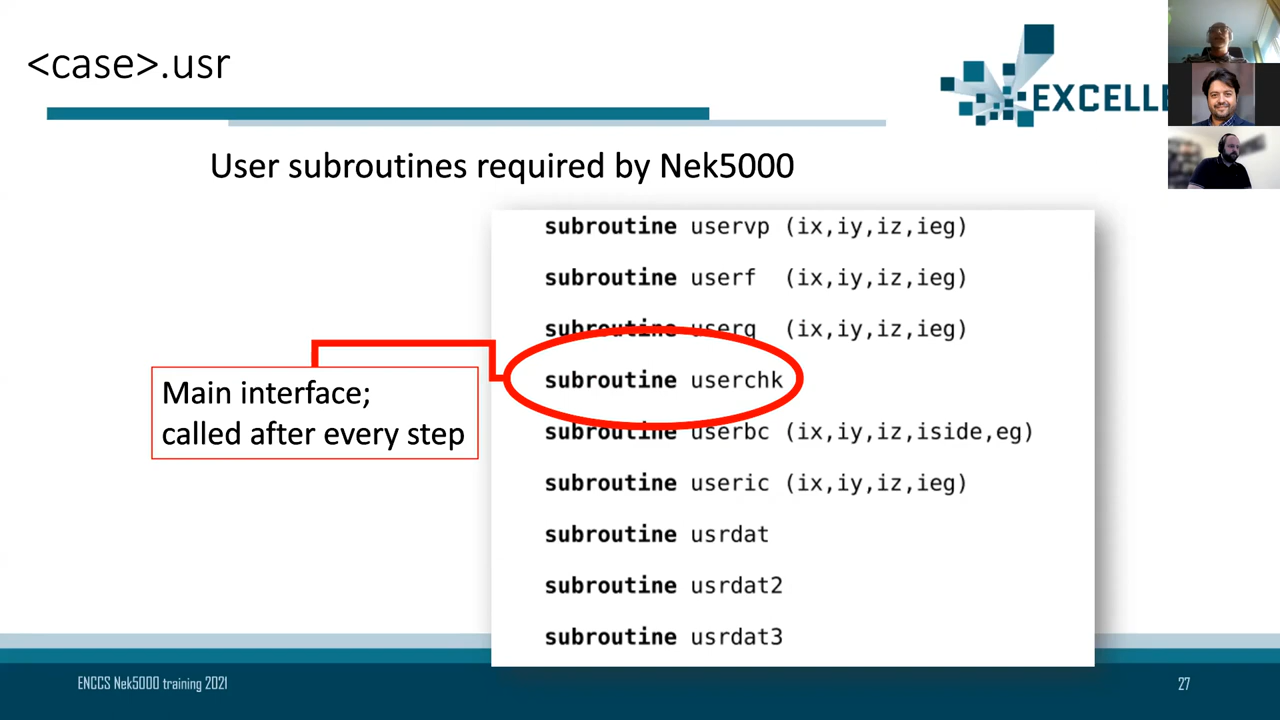 <case>.usr
EXCELLE
User subroutines required by Nek5000
subroutine uservp (ix,iy,iz,ieg)
subroutine userf (ix,iy,iz,ieg)
subroutine userq (ix,iy,iz,ieg)
Main interface;
called after every step
subroutine userchk
subroutine userbc (ix,iy,iz,iside,eg)
subroutine useric (ix,iy,iz,ieg)
subroutine usrdat
subroutine usrdat2
subroutine usrdat3
ENCCS Nek5000 training 2021
27